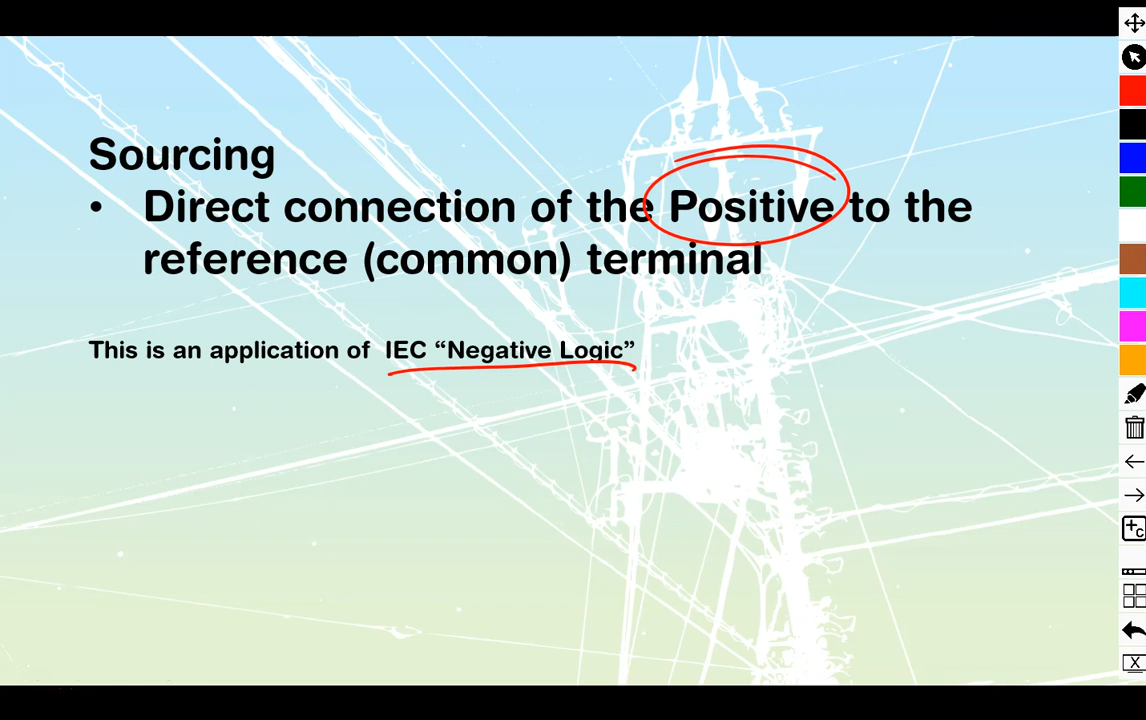 Sourcing
• Direct connection of the Positive to the
reference (common) terminal
This is an application of IEC “Negative Logic”